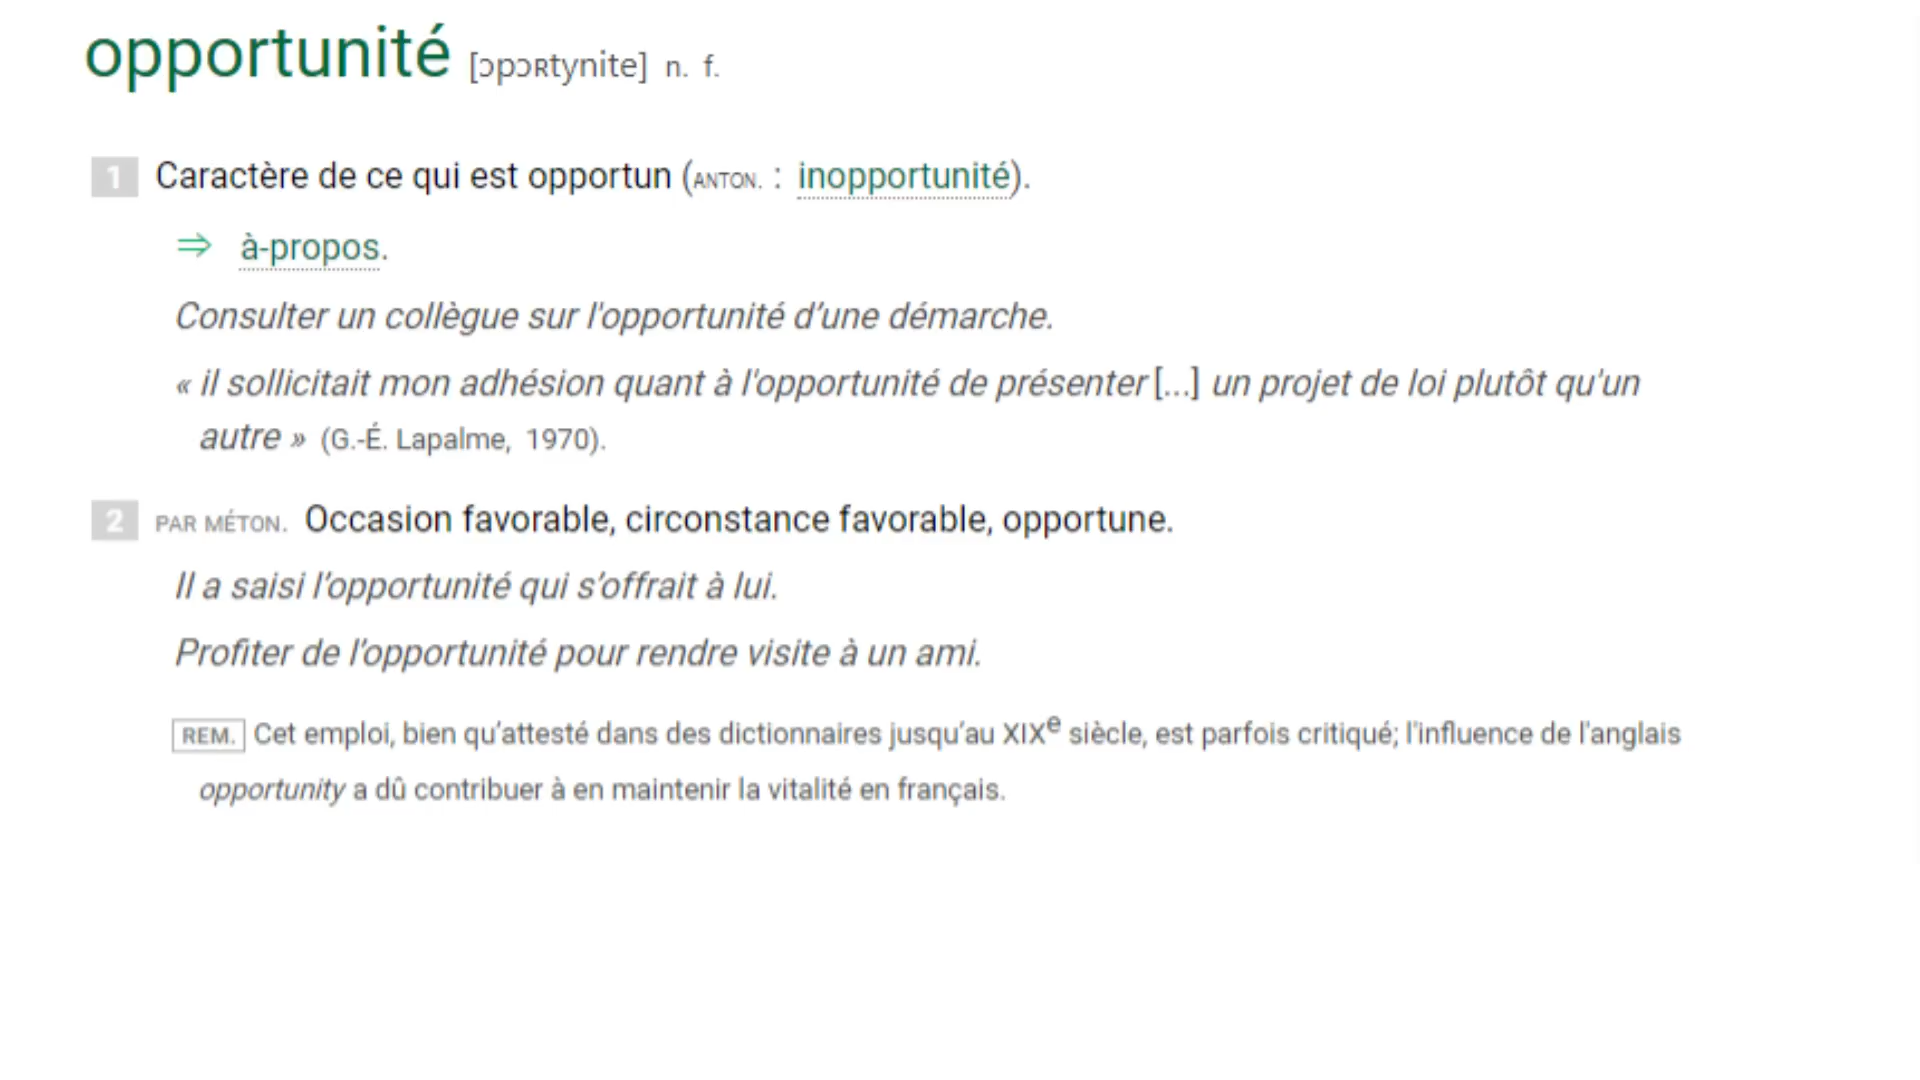 opportunité [ɔpɔʀtynite] n. f.
1 Caractère de ce qui est opportun (ANTON. : inopportunité).
⇒ à-propos.
Consulter un collègue sur l'opportunité d’une démarche.
« il sollicitait mon adhésion quant à l'opportunité de présenter [...] un projet de loi plutôt qu'un
autre » (G.-É. Lapalme, 1970).
2 PAR MÉTON. Occasion favorable, circonstance favorable, opportune.
Il a saisi l’opportunité qui s’offrait à lui.
Profiter de l’opportunité pour rendre visite à un ami.
REM. Cet emploi, bien qu’attesté dans des dictionnaires jusqu’au XIXe siècle, est parfois critiqué; l'influence de l'anglais
opportunity a dû contribuer à en maintenir la vitalité en français.